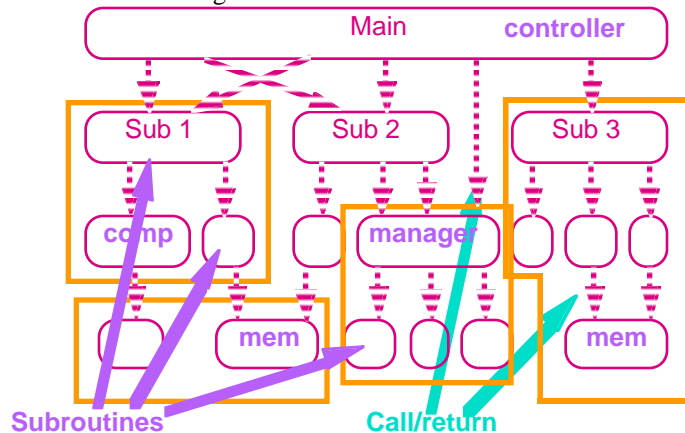 Main controller
Sub 1 Sub 2 Sub 3
comp manager
mem mem
Subroutines Call/return